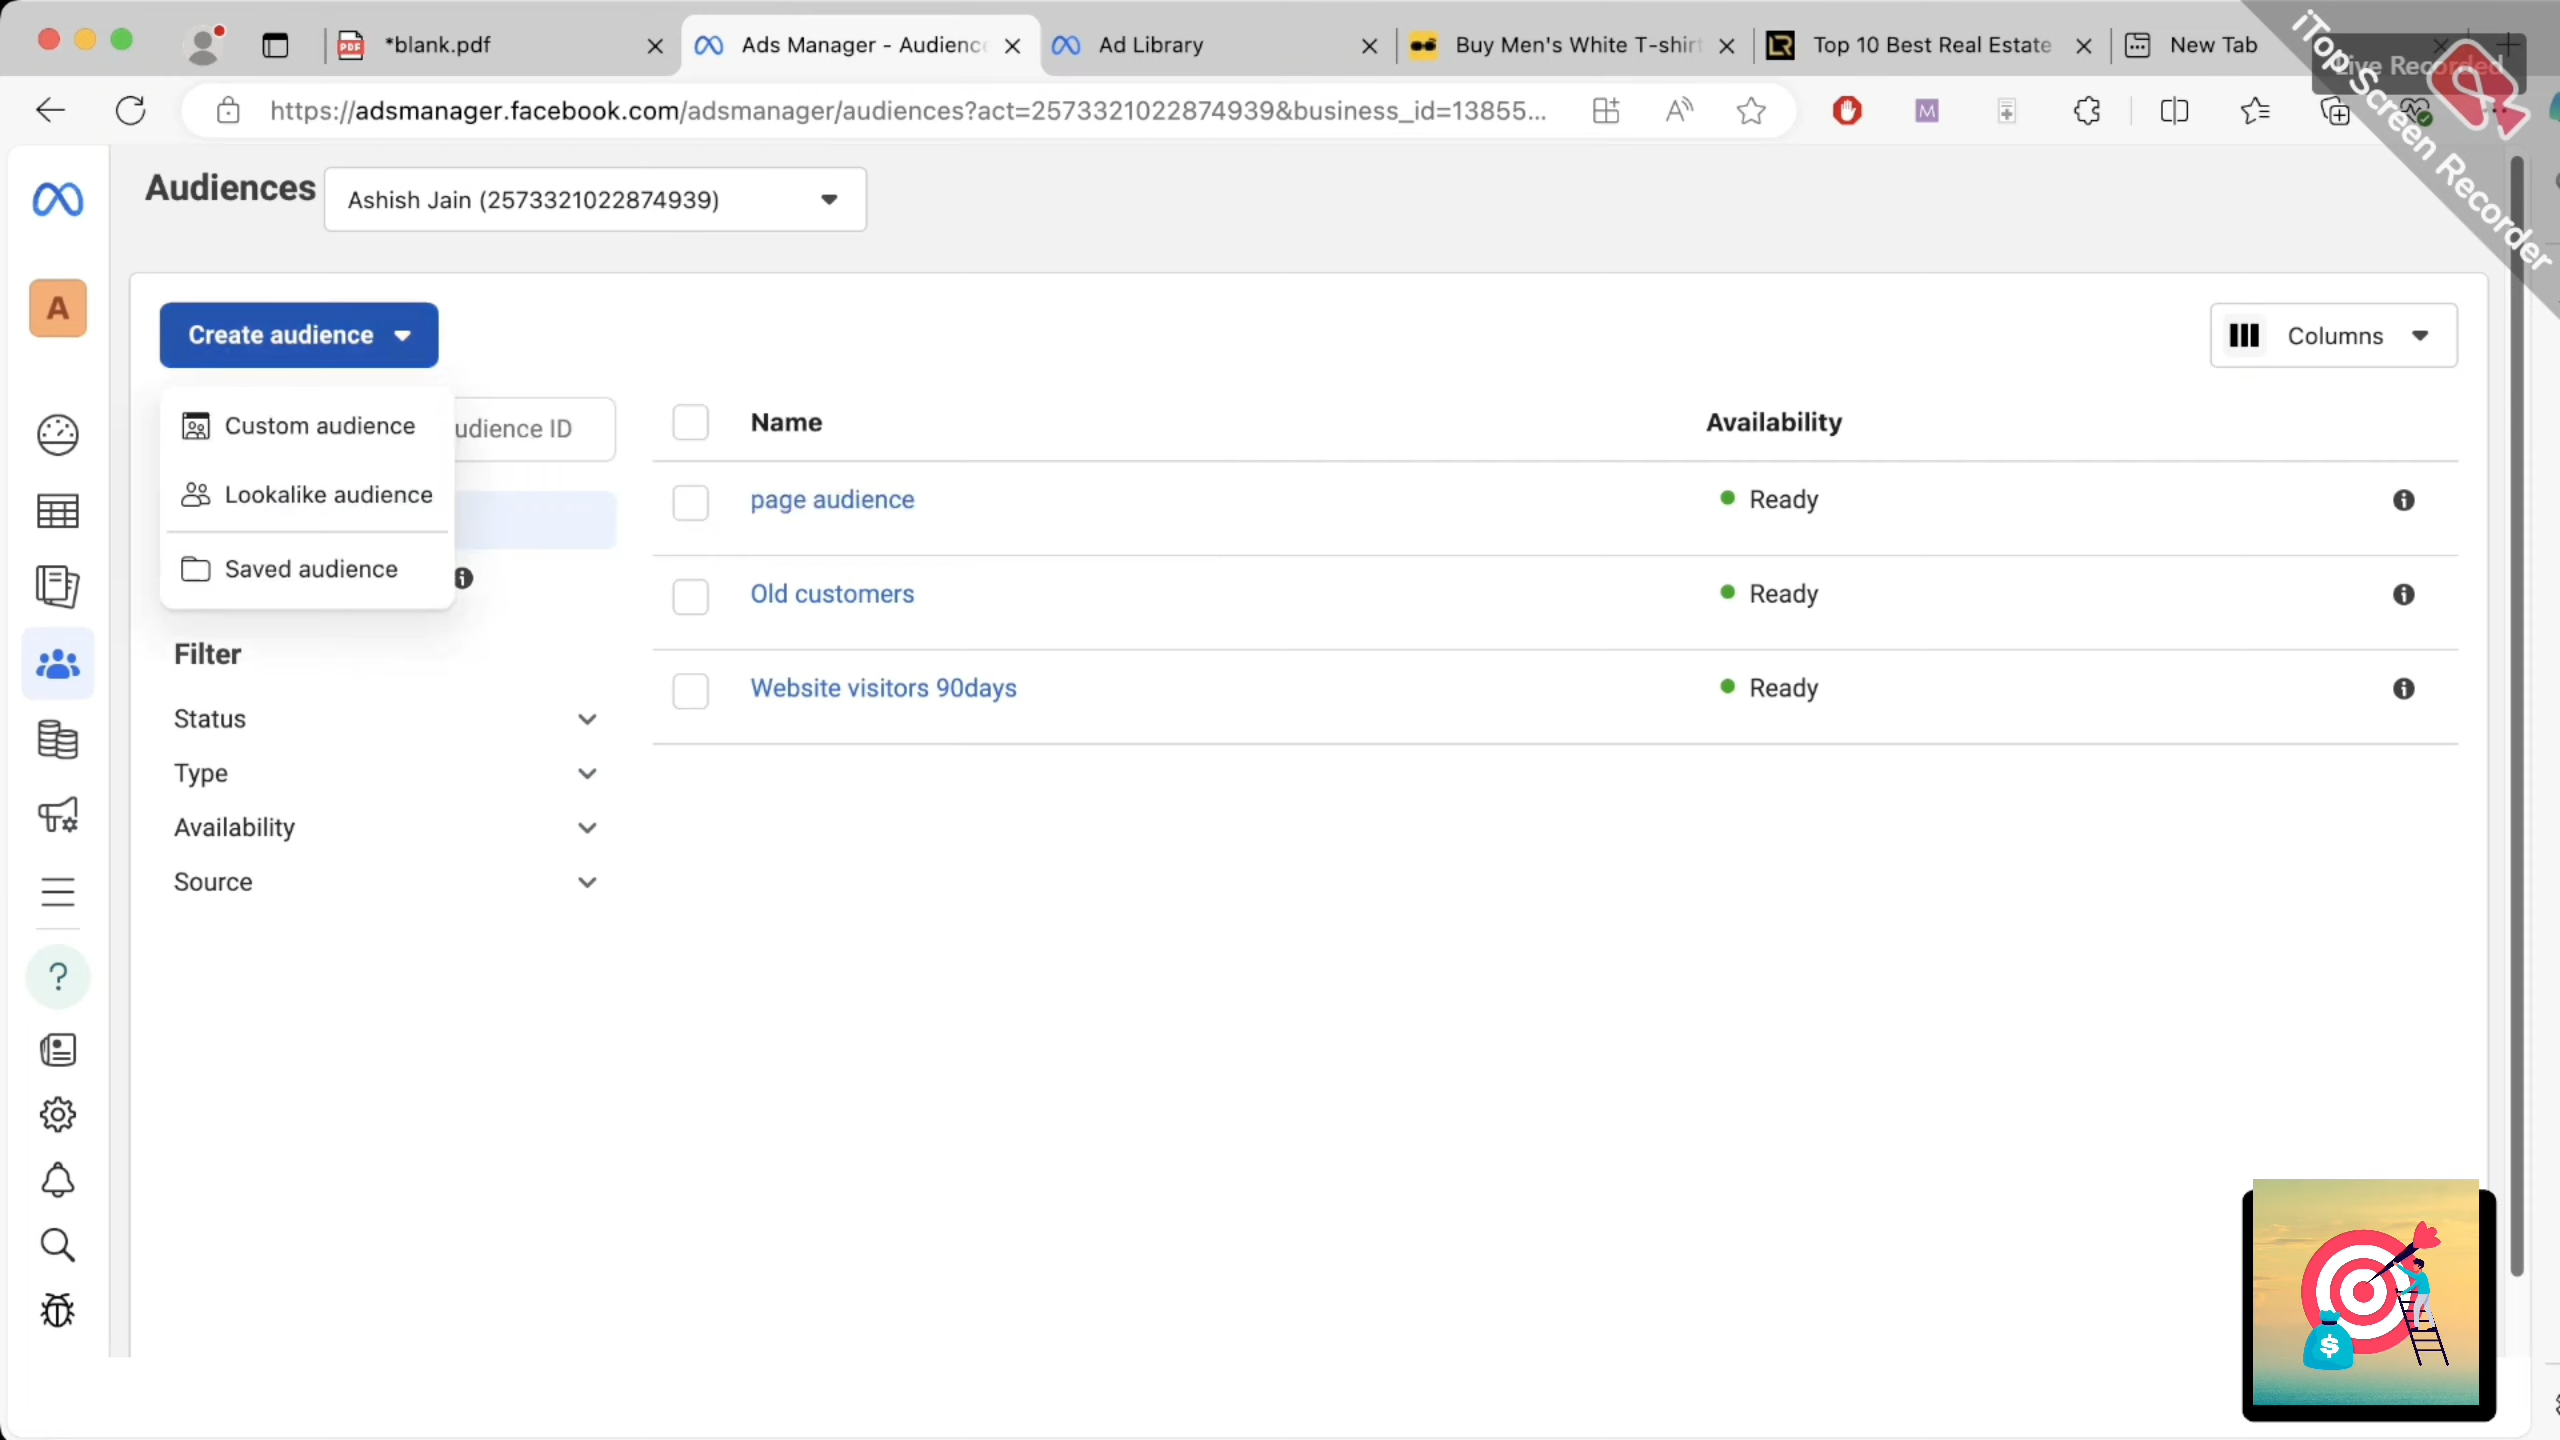 *blank.pdf
Ads Manager - Audience
Ad Library
Buy Men's White T-shirt
Top 10 Best Real Estate
New Tab
https://adsmanager.facebook.com/adsmanager/audiences?act=2573321022874939&business_id=13855...
M
Live Recorded
iTop Screen Recorder
Audiences
Ashish Jain (2573321022874939)
A
Create audience
Columns
Custom audience
udience ID
Lookalike audience
Saved audience
Name
Availability
page audience
Ready
Old customers
Ready
Website visitors 90days
Ready
Filter
Status
Type
Availability
Source